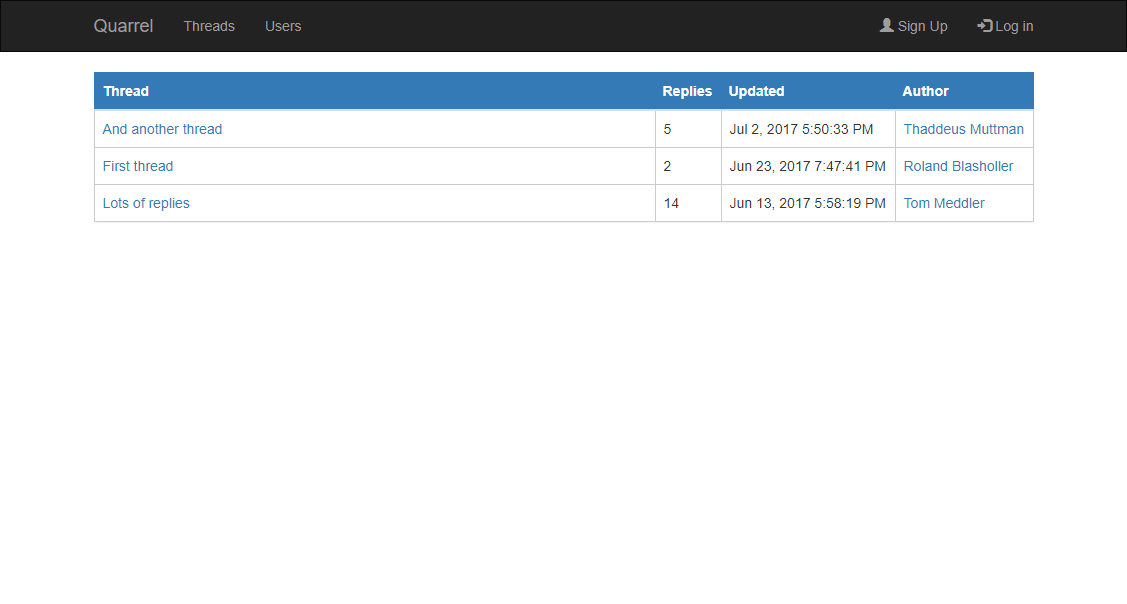 Quarrel Threads Users Sign Up Log in
Thread Replies Updated Author
And another thread 5 Jul 2, 2017 5:50:33 PM Thaddeus Muttman
First thread 2 Jun 23, 2017 7:47:41 PM Roland Blasholler
Lots of replies 14 Jun 13, 2017 5:58:19 PM Tom Meddler